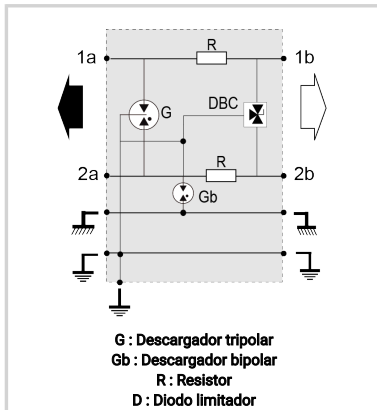 1a
R
1b
DBC
G
R
2a
2b
Gb
G : Descargador tripolar
Gb : Descargador bipolar
R : Resistor
D : Diodo limitador